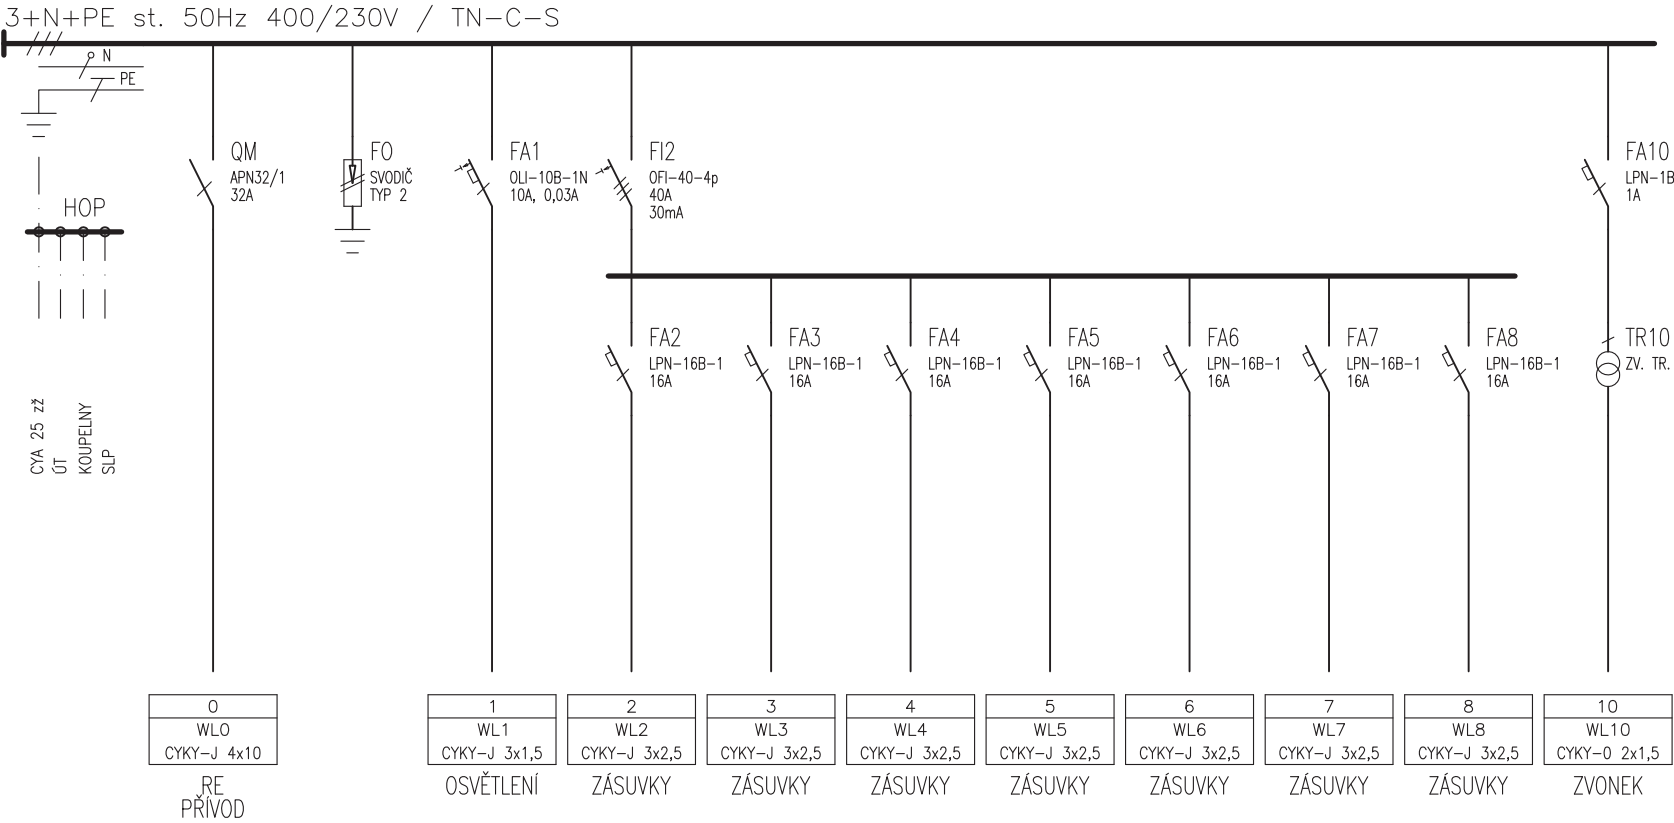 3+N+PE st. 50Hz 400/230V / TN-C-S
N
PE
HOP
CYA 25 zž
ÚT
KOUPELNY
SLP
QM
APN32/1
32A
FO
SVODIČ
TYP 2
FA1
OLI-10B-1N
10A, 0,03A
FI2
OFI-40-4p
40A
30mA
FA10
LPN-1B
1A
FA2
LPN-16B-1
16A
FA3
LPN-16B-1
16A
FA4
LPN-16B-1
16A
FA5
LPN-16B-1
16A
FA6
LPN-16B-1
16A
FA7
LPN-16B-1
16A
FA8
LPN-16B-1
16A
TR10
ZV. TR.
0
WL0
CYKY-J 4x10
RE
PŘÍVOD
1
WL1
CYKY-J 3x1,5
OSVĚTLENÍ
2
WL2
CYKY-J 3x2,5
ZÁSUVKY
3
WL3
CYKY-J 3x2,5
ZÁSUVKY
4
WL4
CYKY-J 3x2,5
ZÁSUVKY
5
WL5
CYKY-J 3x2,5
ZÁSUVKY
6
WL6
CYKY-J 3x2,5
ZÁSUVKY
7
WL7
CYKY-J 3x2,5
ZÁSUVKY
8
WL8
CYKY-J 3x2,5
ZÁSUVKY
10
WL10
CYKY-O 2x1,5
ZVONEK